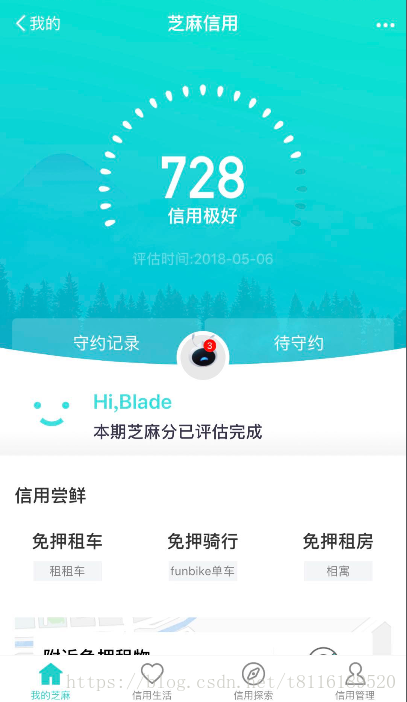 我的 芝麻信用
728
信用极好
评估时间:2018-05-06
守约记录 3 待守约
Hi,Blade
本期芝麻分已评估完成
信用尝鲜
免押租车 免押骑行 免押租房
租租车 funbike单车 相寓
附近免押租物
我的芝麻 信用生活 信用探索 信用管理
https://blog.csdn.net/t8116189520